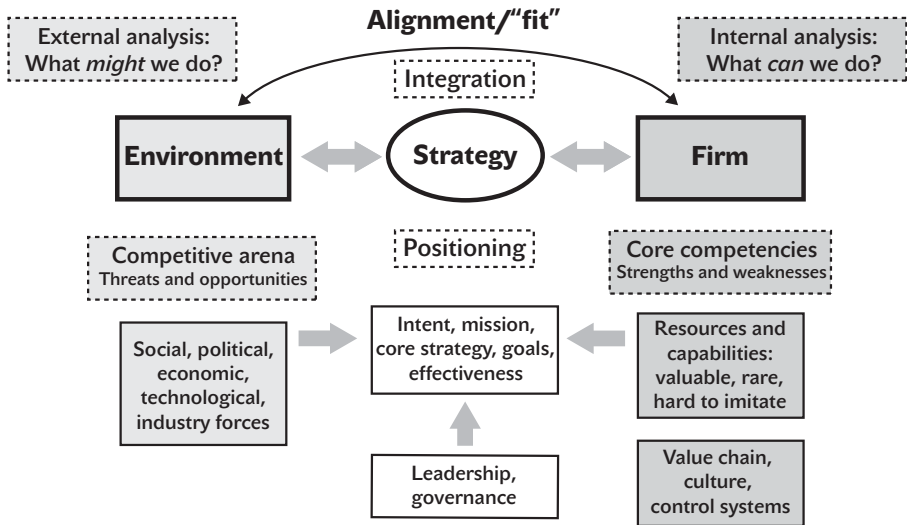 Alignment/“fit”
External analysis:
What might we do?
Internal analysis:
What can we do?
Integration
Environment
Strategy
Firm
Competitive arena
Threats and opportunities
Positioning
Core competencies
Strengths and weaknesses
Social, political,
economic,
technological,
industry forces
Intent, mission,
core strategy, goals,
effectiveness
Resources and
capabilities:
valuable, rare,
hard to imitate
Leadership,
governance
Value chain,
culture,
control systems